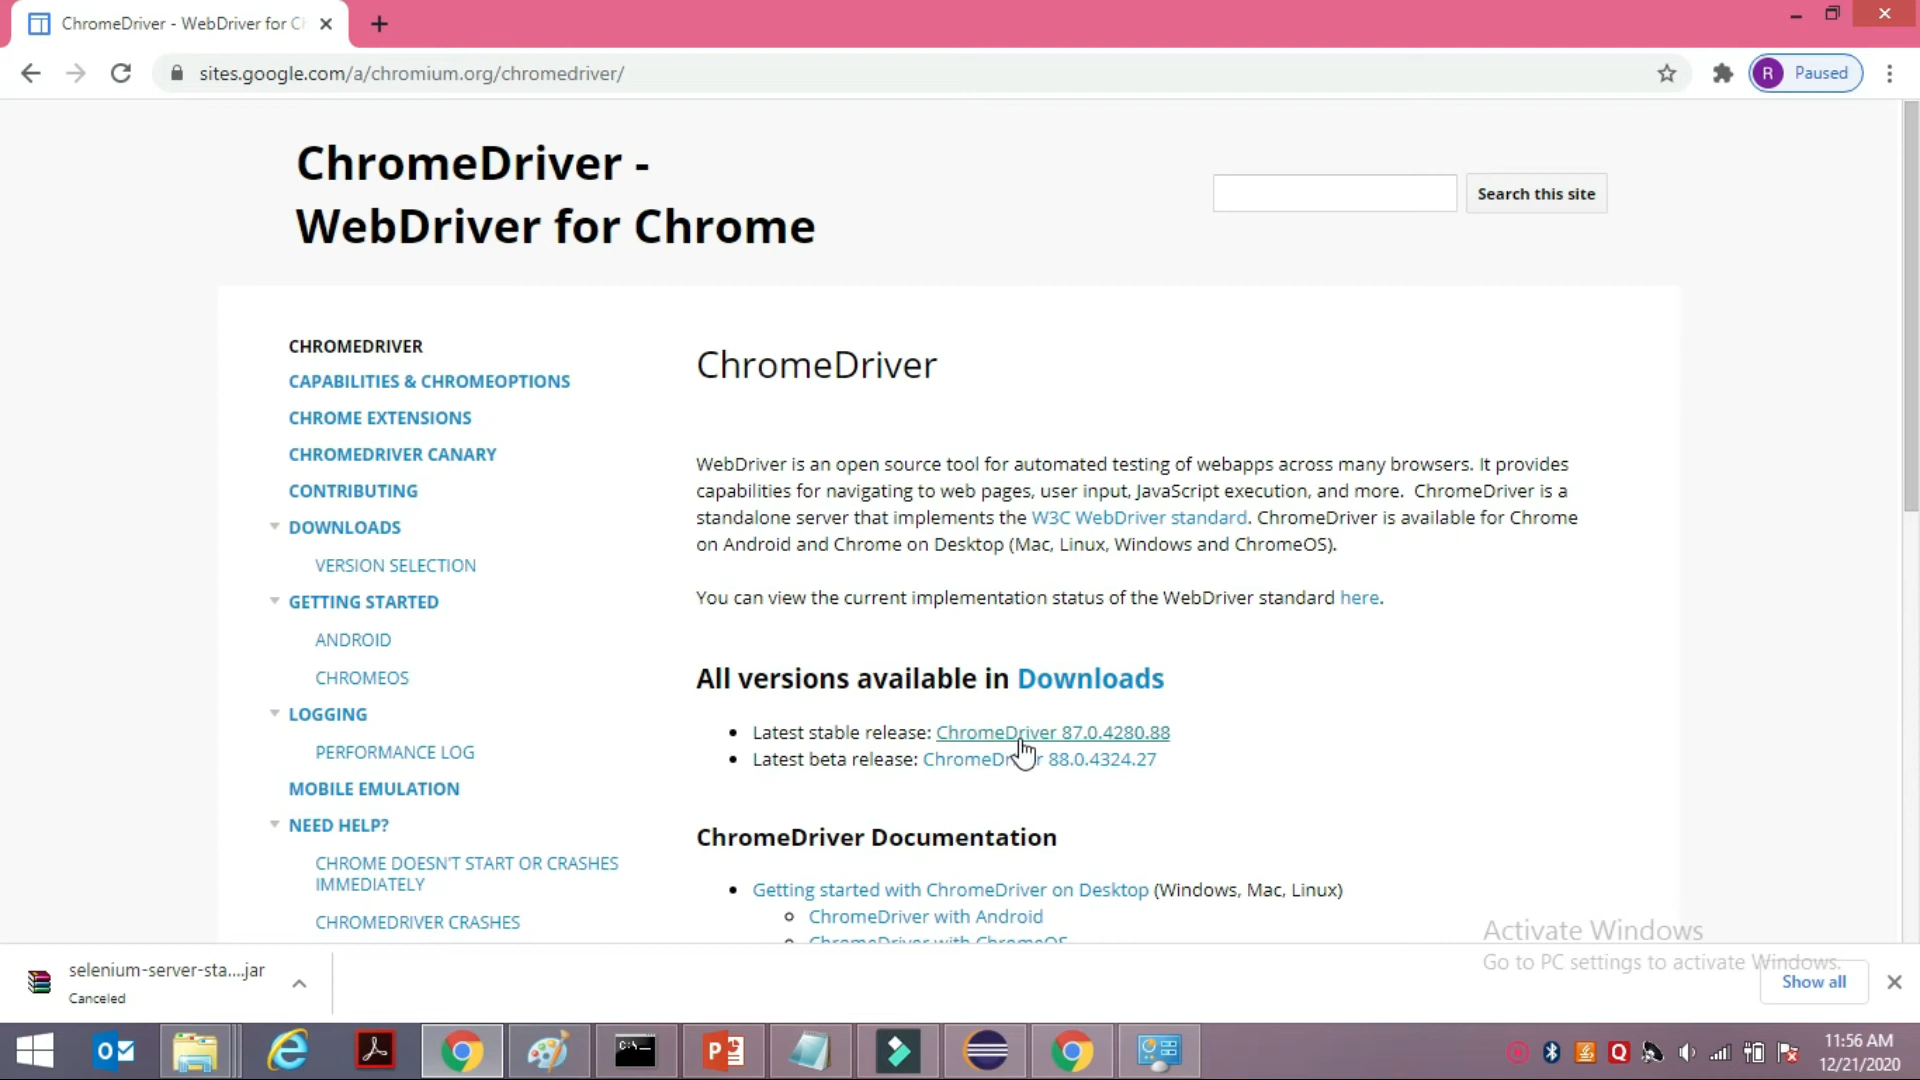 ChromeDriver - WebDriver for C
sites.google.com/a/chromium.org/chromedriver/
R Paused
ChromeDriver -
WebDriver for Chrome
Search this site
CHROMEDRIVER
CAPABILITIES & CHROMEOPTIONS
CHROME EXTENSIONS
CHROMEDRIVER CANARY
CONTRIBUTING
DOWNLOADS
VERSION SELECTION
GETTING STARTED
ANDROID
CHROMEOS
LOGGING
PERFORMANCE LOG
MOBILE EMULATION
NEED HELP?
CHROME DOESN'T START OR CRASHES
IMMEDIATELY
CHROMEDRIVER CRASHES
ChromeDriver
WebDriver is an open source tool for automated testing of webapps across many browsers. It provides
capabilities for navigating to web pages, user input, JavaScript execution, and more. ChromeDriver is a
standalone server that implements the W3C WebDriver standard. ChromeDriver is available for Chrome
on Android and Chrome on Desktop (Mac, Linux, Windows and ChromeOS).
You can view the current implementation status of the WebDriver standard here.
All versions available in Downloads
Latest stable release: ChromeDriver 87.0.4280.88
Latest beta release: ChromeDriver 88.0.4324.27
ChromeDriver Documentation
Getting started with ChromeDriver on Desktop (Windows, Mac, Linux)
ChromeDriver with Android
ChromeDriver with ChromeOS
Activate Windows
Go to PC settings to activate Windows.
selenium-server-sta....jar
Canceled
Show all
11:56 AM
12/21/2020